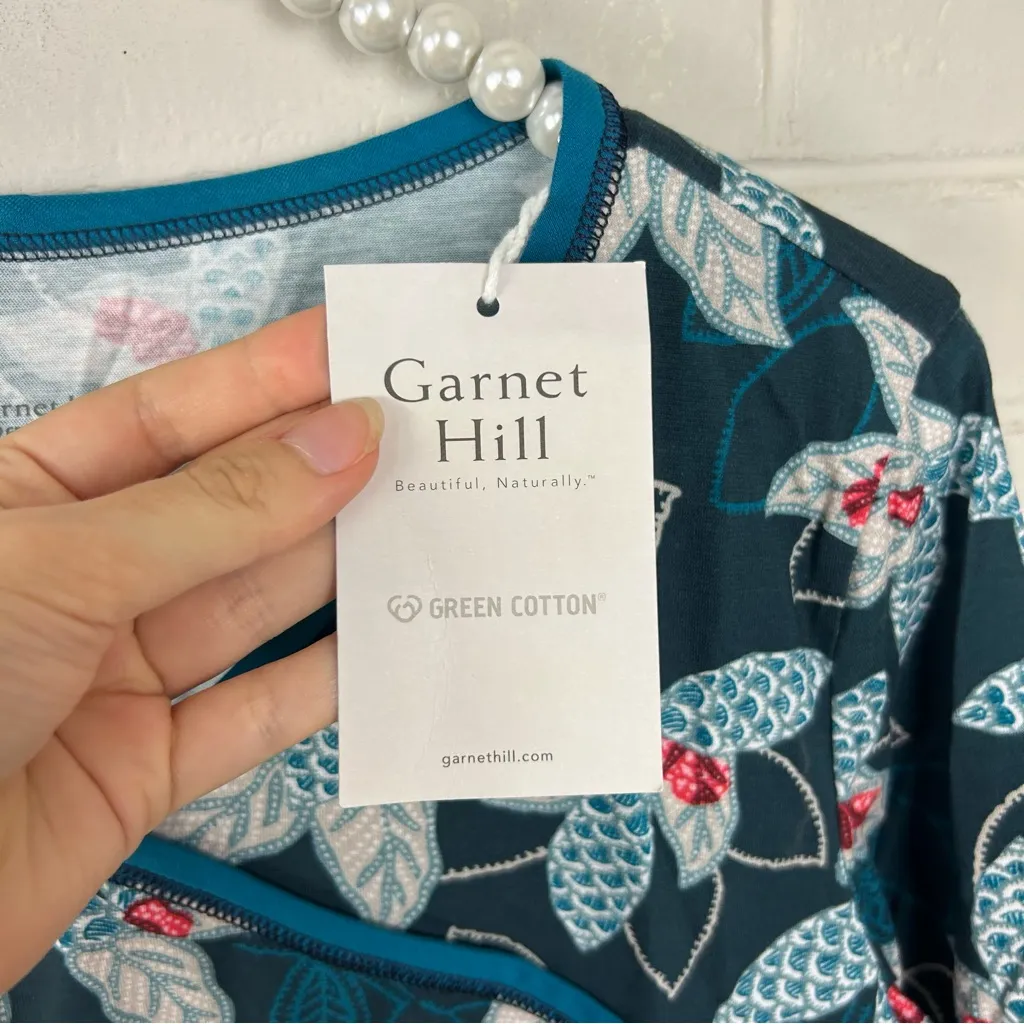 Garnet
Hill
Beautiful, Naturally.™
GREEN COTTON®
garnethill.com